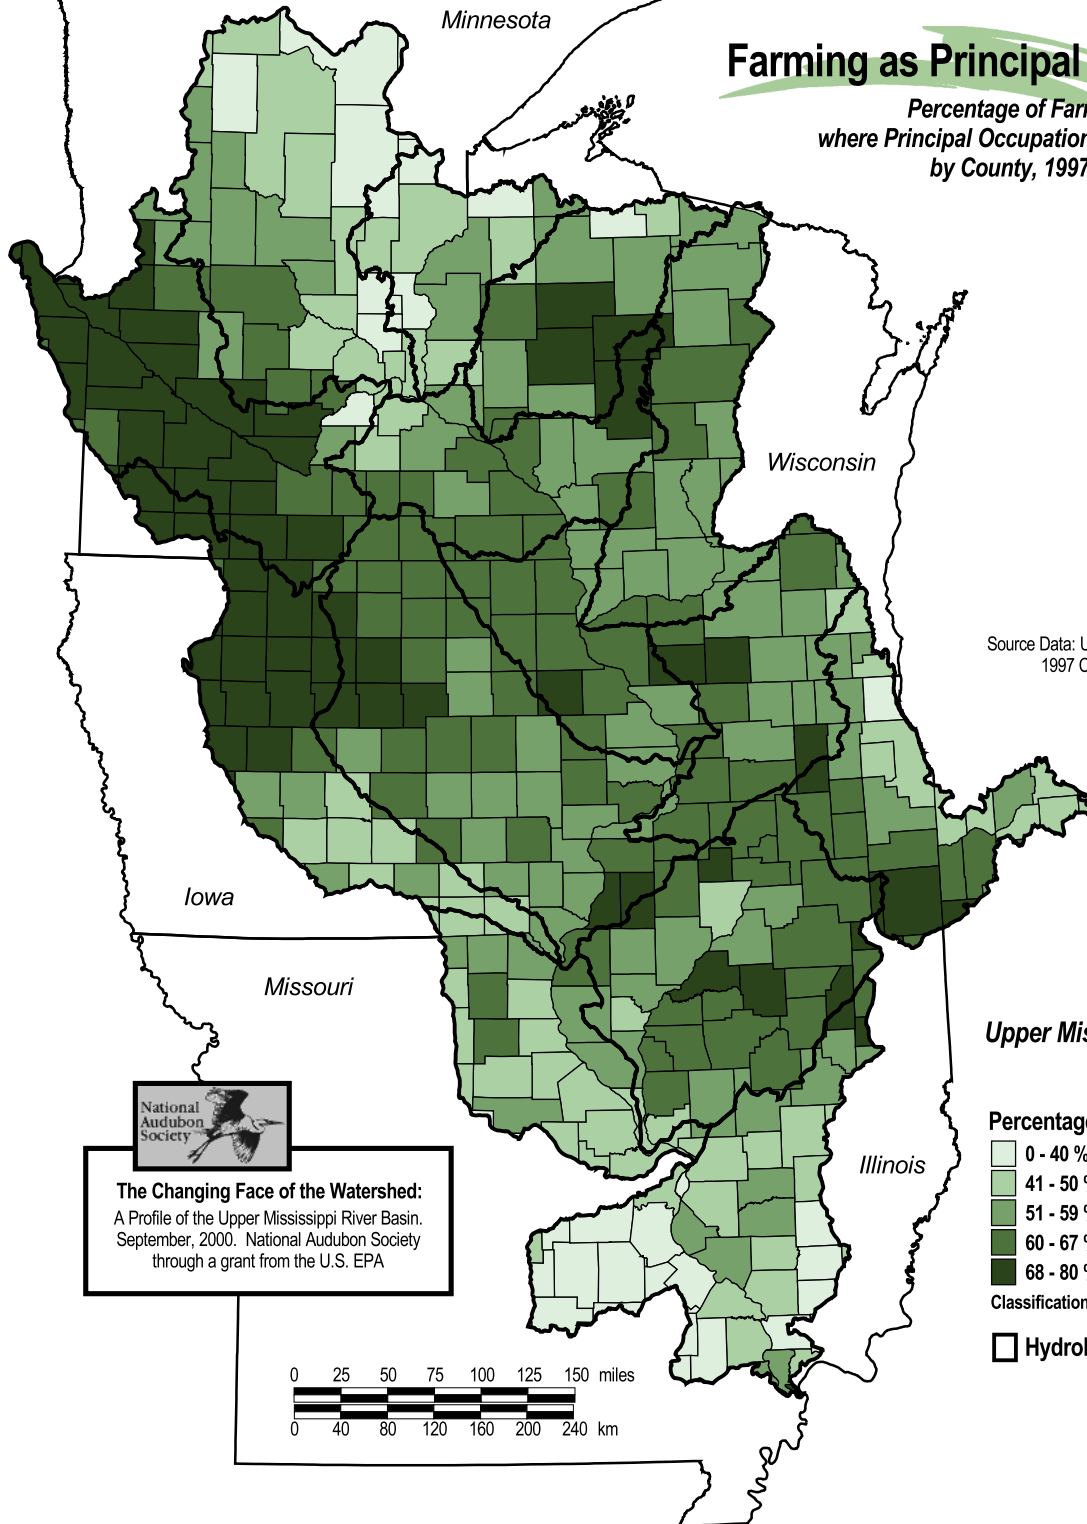 Minnesota
Farming as Principal
Percentage of Far
where Principal Occupation
by County, 1997
Wisconsin
Source Data: U
1997 C
Iowa
Missouri
Illinois
Upper Mis
National
Audubon
Society
The Changing Face of the Watershed:
A Profile of the Upper Mississippi River Basin.
September, 2000. National Audubon Society
through a grant from the U.S. EPA
Percentage
0 - 40 %
41 - 50 %
51 - 59 %
60 - 67 %
68 - 80 %
Classification
Hydrol
0 25 50 75 100 125 150 miles
0 40 80 120 160 200 240 km